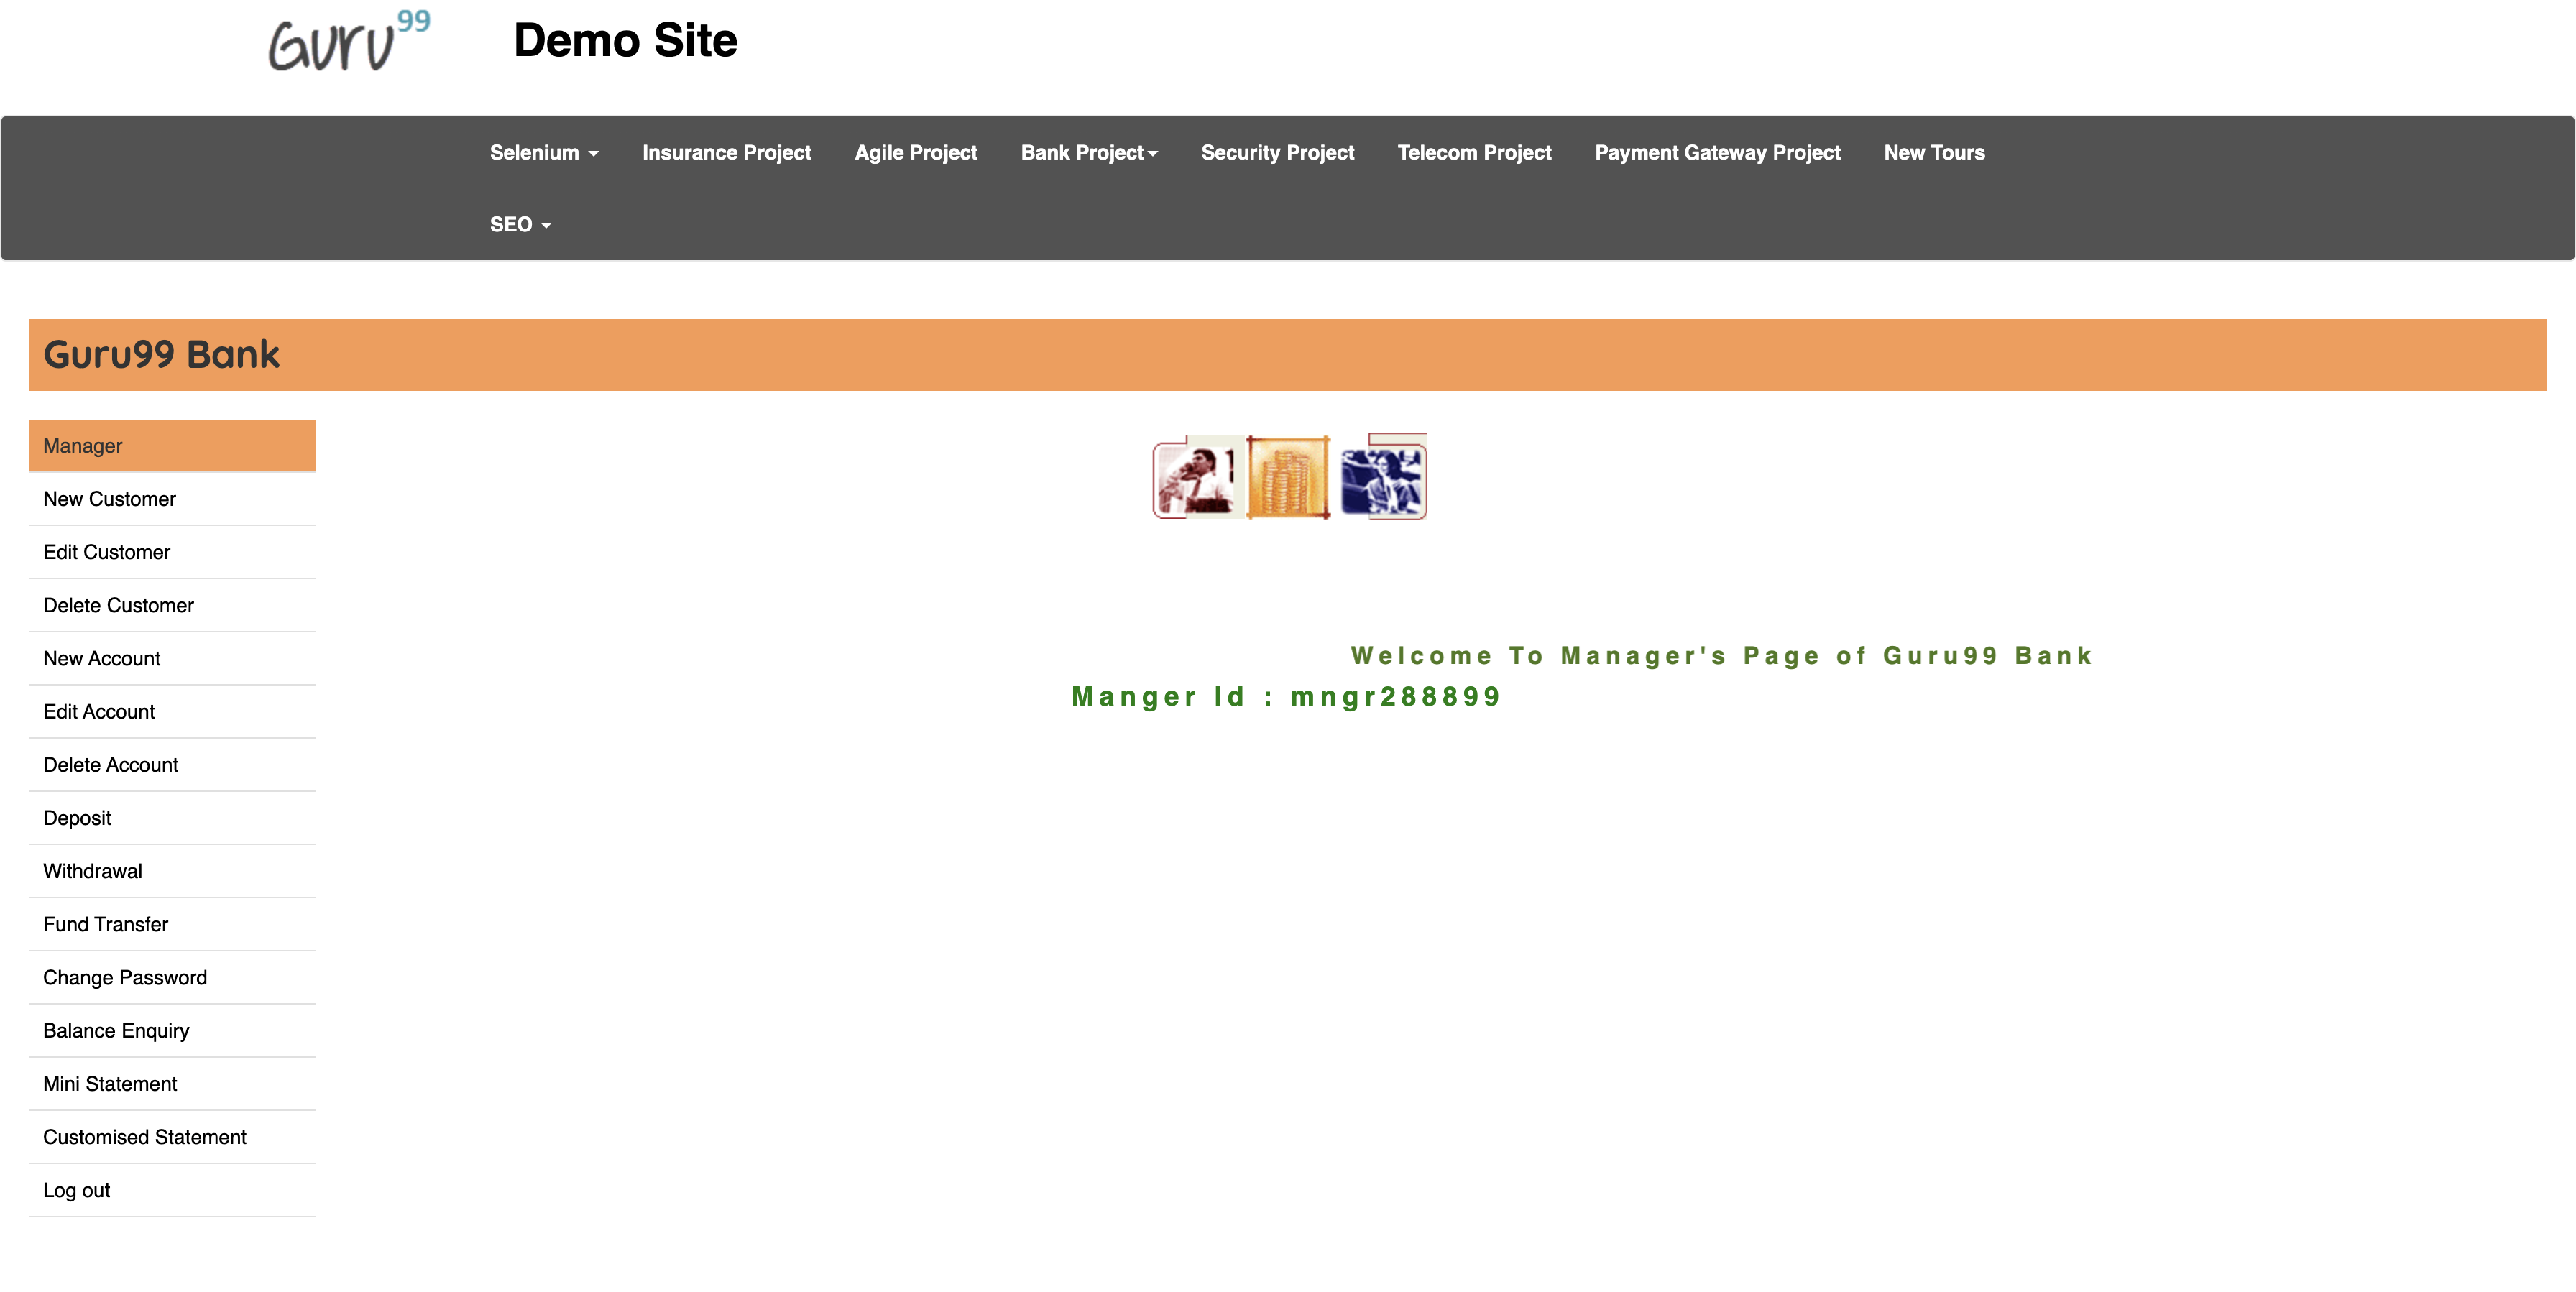 Guru99
Demo Site
Selenium Insurance Project Agile Project Bank Project Security Project Telecom Project Payment Gateway Project New Tours
SEO
Guru99 Bank
Manager
New Customer
Edit Customer
Delete Customer
New Account
Edit Account
Delete Account
Deposit
Withdrawal
Fund Transfer
Change Password
Balance Enquiry
Mini Statement
Customised Statement
Log out
Welcome To Manager's Page of Guru99 Bank
Manger Id : mngr288899